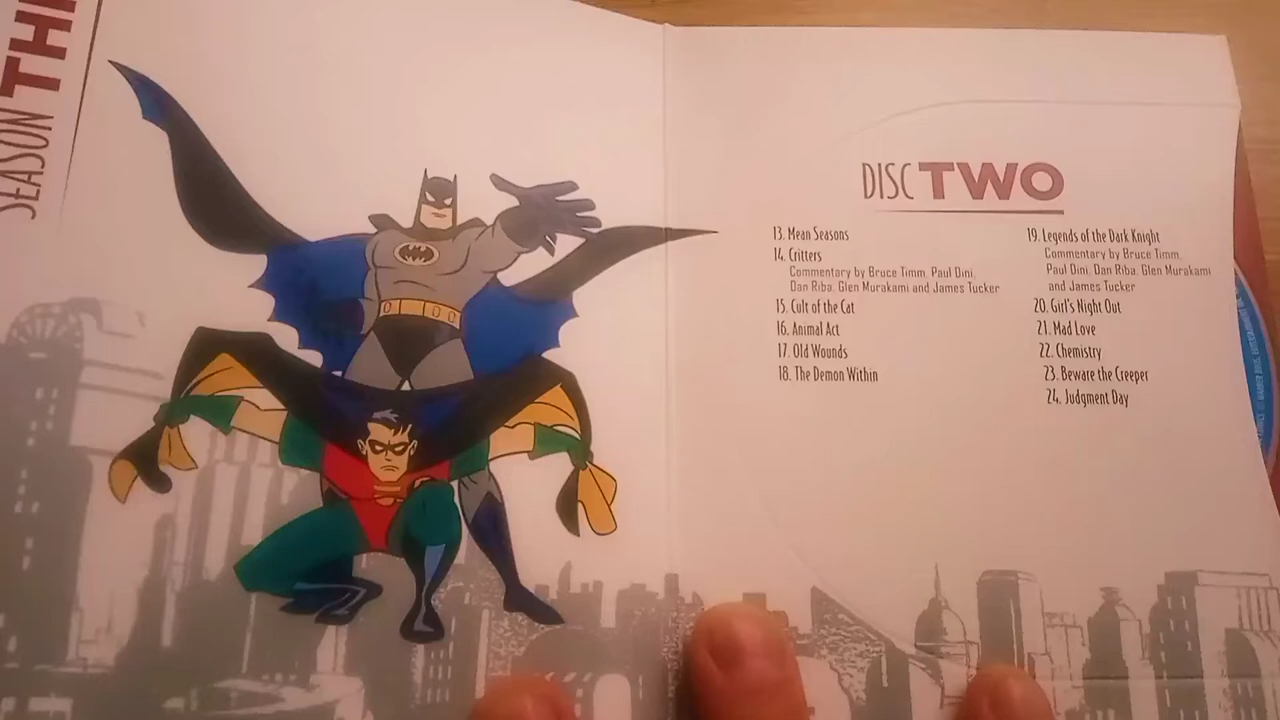 SEASON THI
DISC TWO
13. Mean Seasons
14. Critters
Commentary by Bruce Timm, Paul Dini,
Dan Riba, Glen Murakami and James Tucker
15. Cult of the Cat
16. Animal Act
17. Old Wounds
18. The Demon Within
19. Legends of the Dark Knight
Commentary by Bruce Timm,
Paul Dini, Dan Riba, Glen Murakami
and James Tucker
20. Girl's Night Out
21. Mad Love
22. Chemistry
23. Beware the Creeper
24. Judgment Day